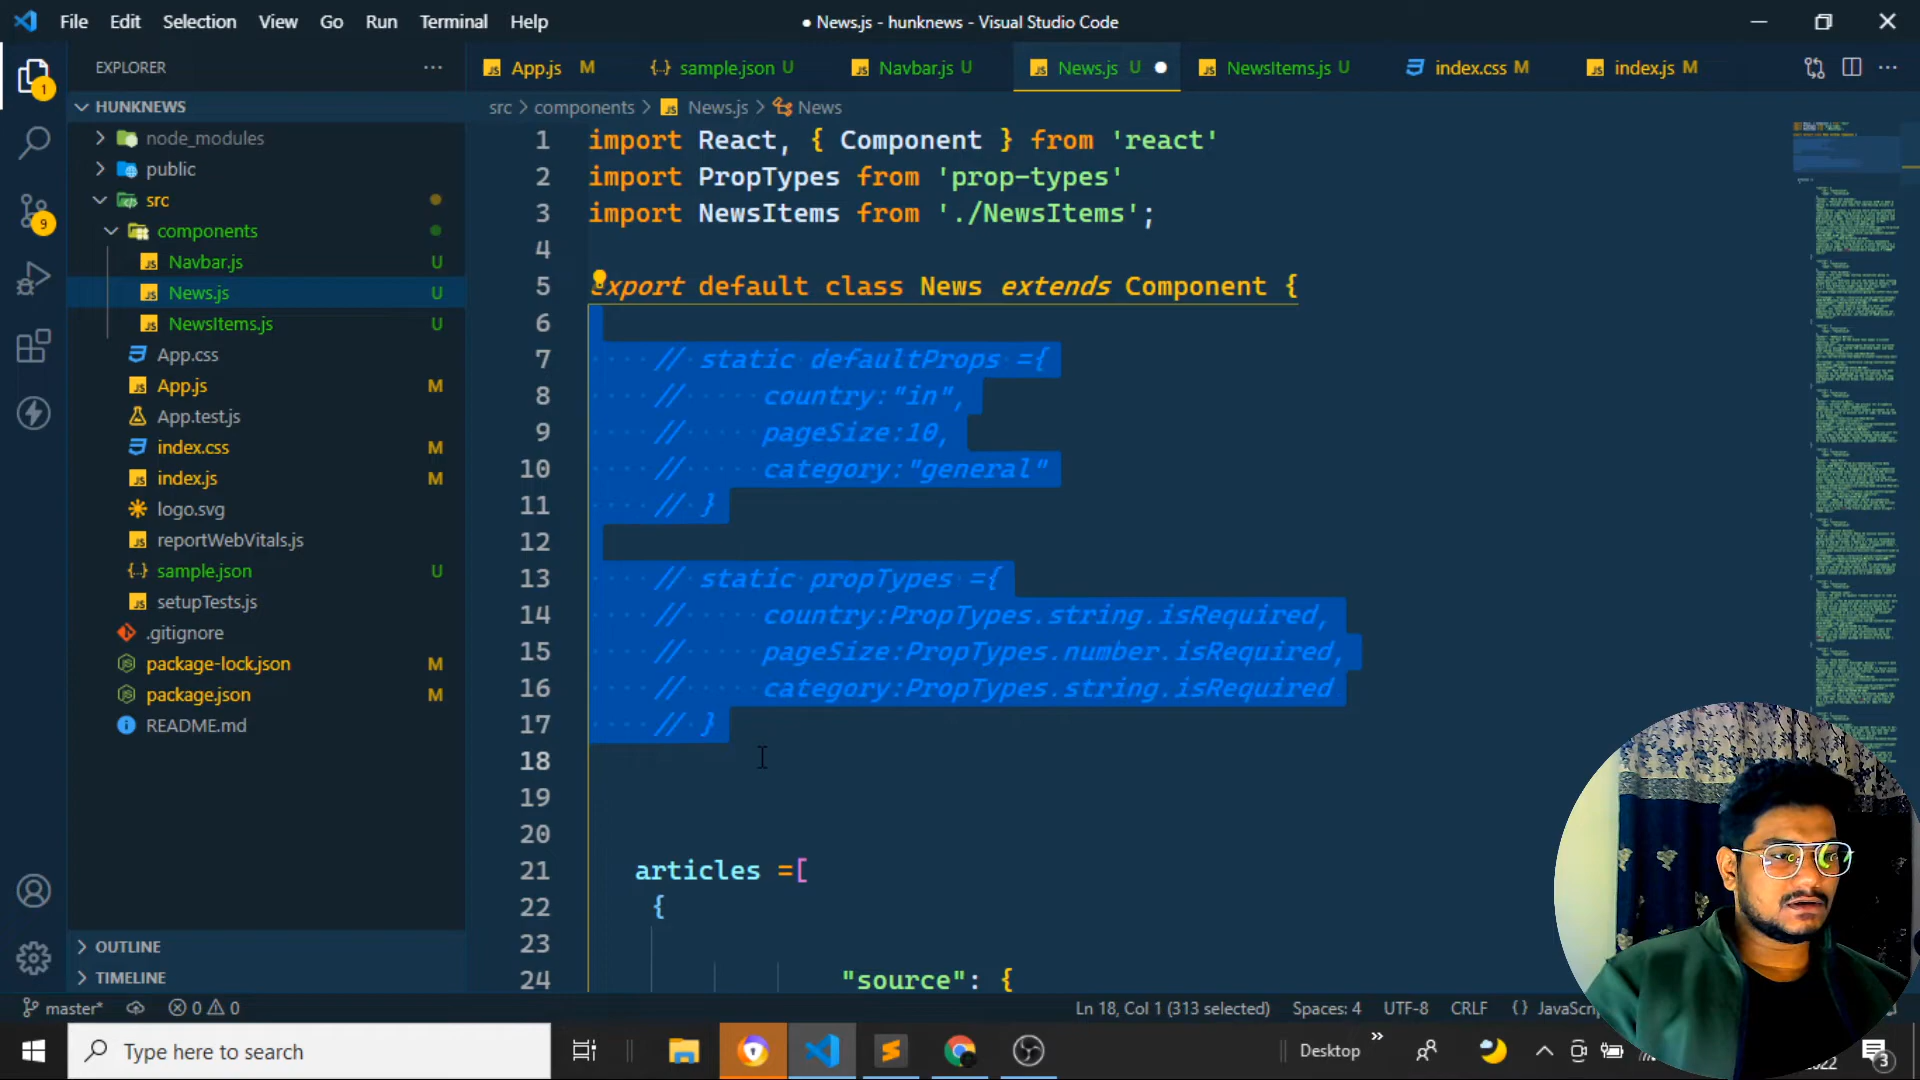 File Edit Selection View Go Run Terminal Help
● News.js - hunknews - Visual Studio Code
EXPLORER
HUNKNEWS
node_modules
public
src
components
Navbar.js U
News.js U
NewsItems.js U
App.css
App.js M
App.test.js
index.css M
index.js M
logo.svg
reportWebVitals.js
sample.json U
setupTests.js
.gitignore
package-lock.json M
package.json M
README.md
OUTLINE
TIMELINE
1
9
App.js M
sample.json U
Navbar.js U
News.js U
NewsItems.js U
index.css M
index.js M
src > components > News.js > News
1 import React, { Component } from 'react'
2 import PropTypes from 'prop-types'
3 import NewsItems from './NewsItems';
4
5 export default class News extends Component {
6
7 // static defaultProps ={
8 // country:"in",
9 // pageSize:10,
10 // category:"general"
11 // }
12
13 // static propTypes ={
14 // country:PropTypes.string.isRequired,
15 // pageSize:PropTypes.number.isRequired,
16 // category:PropTypes.string.isRequired
17 // }
18
19
20
21 articles =[
22 {
23
24 "source": {
master* 0 0
Ln 18, Col 1 (313 selected) Spaces: 4 UTF-8 CRLF {} JavaSc
Type here to search
Desktop
2022
3